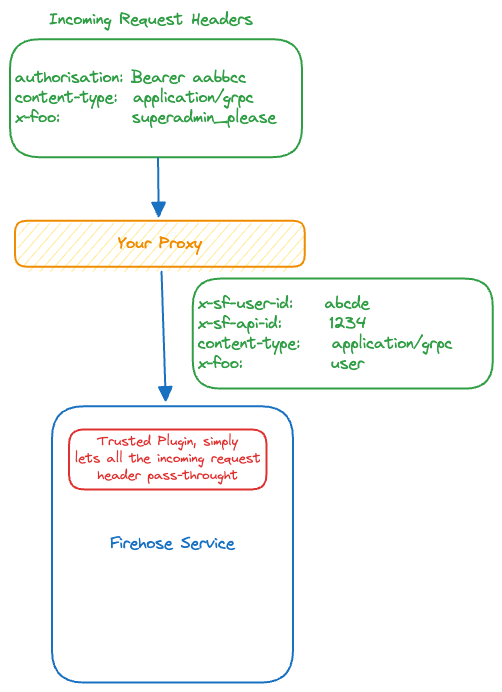 Incoming Request Headers
authorisation: Bearer aabbcc
content-type: application/grpc
x-foo: superadmin_please
Your Proxy
x-sf-user-id: abcde
x-sf-api-id: 1234
content-type: application/grpc
x-foo: user
Trusted Plugin, simply
lets all the incoming request
header pass-throught
Firehose Service